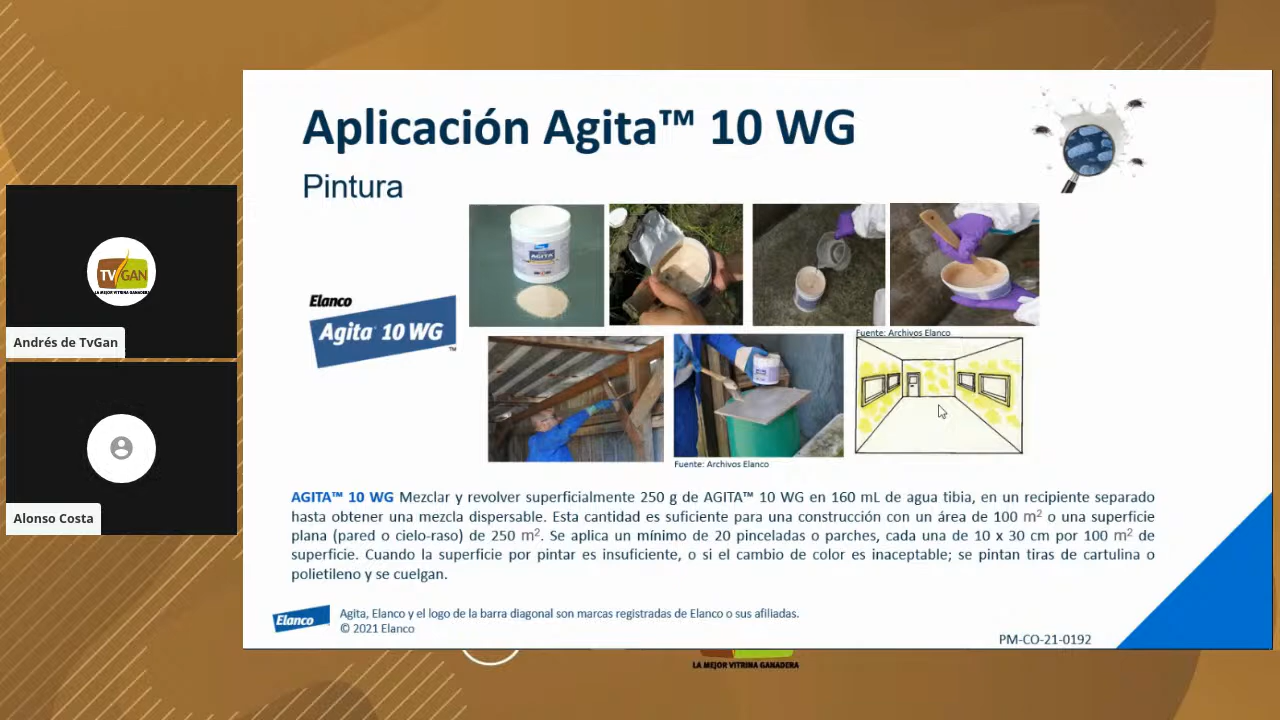 Aplicación Agita™ 10 WG
Pintura
TV GAN
LA MEJOR VITRINA GANADERA
Andrés de TvGan
Alonso Costa
Elanco
Agita 10 WG
™
AGITA
Fuente: Archivos Elanco
Fuente: Archivos Elanco
AGITA™ 10 WG Mezclar y revolver superficialmente 250 g de AGITA™ 10 WG en 160 mL de agua tibia, en un recipiente separado
hasta obtener una mezcla dispersable. Esta cantidad es suficiente para una construcción con un área de 100 m² o una superficie
plana (pared o cielo-raso) de 250 m². Se aplica un mínimo de 20 pinceladas o parches, cada una de 10 x 30 cm por 100 m² de
superficie. Cuando la superficie por pintar es insuficiente, o si el cambio de color es inaceptable; se pintan tiras de cartulina o
polietileno y se cuelgan.
Elanco
Agita, Elanco y el logo de la barra diagonal son marcas registradas de Elanco o sus afiliadas.
© 2021 Elanco
PM-CO-21-0192
LA MEJOR VITRINA GANADERA